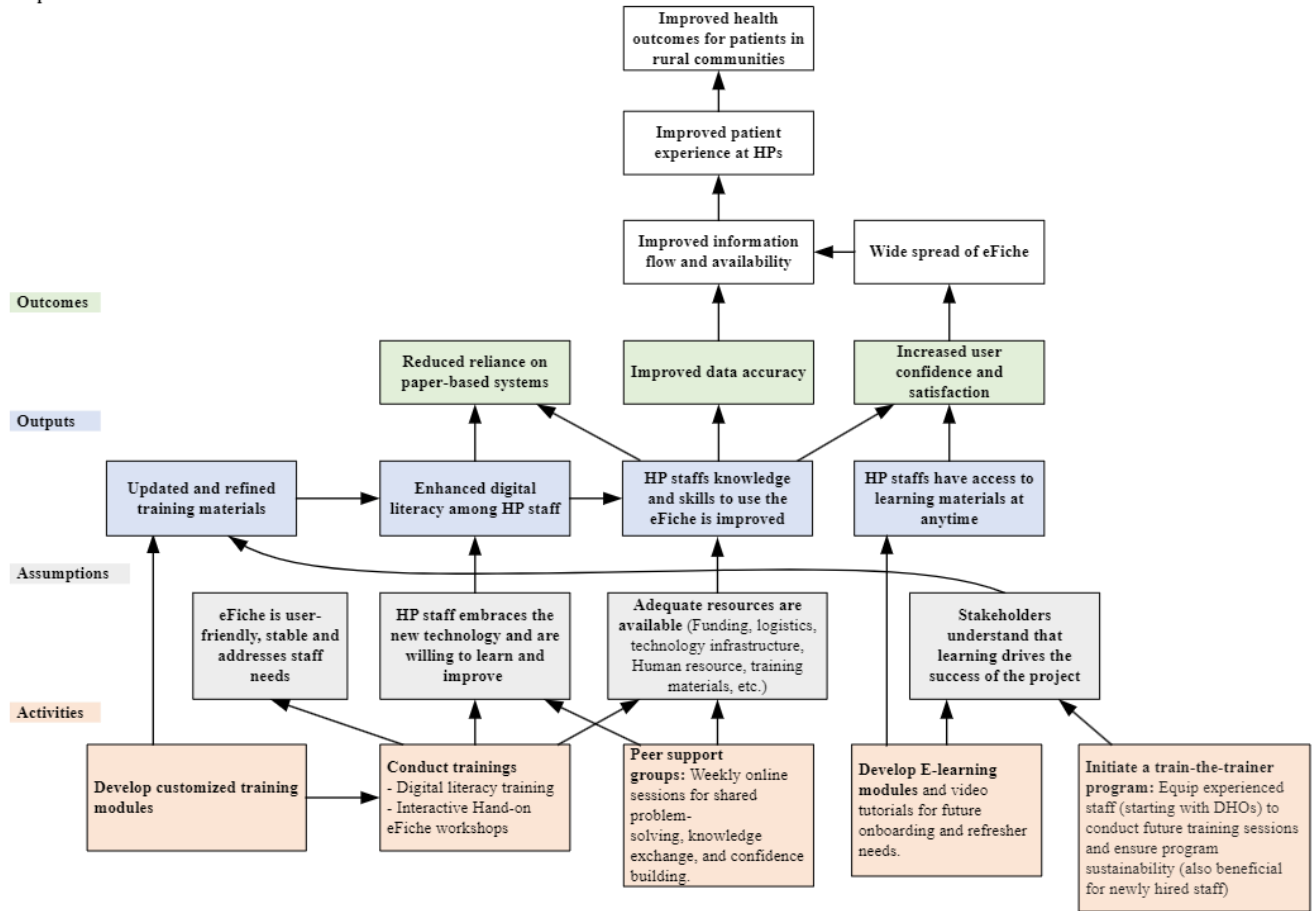 Improved health
outcomes for patients in
rural communities
Improved patient
experience at HPs
Improved information
flow and availability
Wide spread of eFiche
Outcomes
Reduced reliance on
paper-based systems
Improved data accuracy
Increased user
confidence and
satisfaction
Outputs
Updated and refined
training materials
Enhanced digital
literacy among HP staff
HP staffs knowledge
and skills to use the
eFiche is improved
HP staffs have access to
learning materials at
anytime
Assumptions
eFiche is user-
friendly, stable and
addresses staff
needs
HP staff embraces the
new technology and are
willing to learn and
improve
Adequate resources are
available (Funding, logistics,
technology infrastructure,
Human resource, training
materials, etc.)
Stakeholders
understand that
learning drives the
success of the project
Activities
Develop customized training
modules
Conduct trainings
- Digital literacy training
- Interactive Hand-on
eFiche workshops
Peer support
groups: Weekly online
sessions for shared
problem-
solving, knowledge
exchange, and confidence
building.
Develop E-learning
modules and video
tutorials for future
onboarding and refresher
needs.
Initiate a train-the-trainer
program: Equip experienced
staff (starting with DHOs) to
conduct future training sessions
and ensure program
sustainability (also beneficial
for newly hired staff)